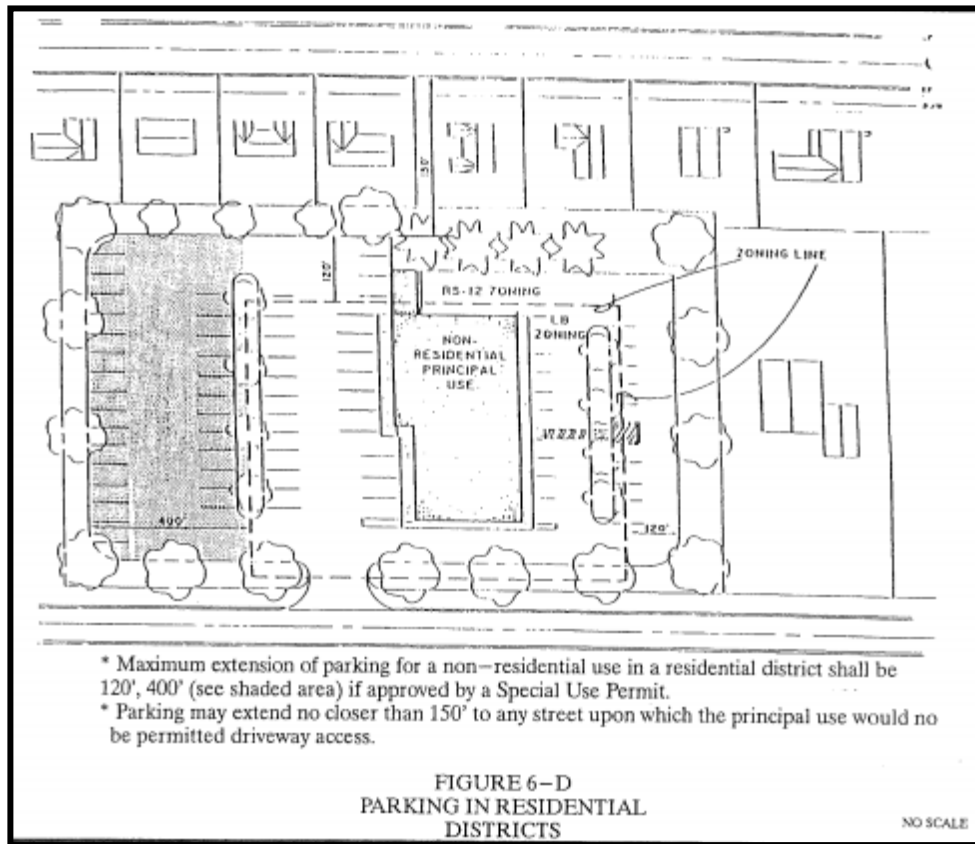 150'
120'
ZONING LINE
RS-12 ZONING
LB
ZONING
NON-
RESIDENTIAL
PRINCIPAL
USE
400'
120'
* Maximum extension of parking for a non-residential use in a residential district shall be
120', 400' (see shaded area) if approved by a Special Use Permit.
* Parking may extend no closer than 150' to any street upon which the principal use would no
be permitted driveway access.
FIGURE 6-D
PARKING IN RESIDENTIAL
DISTRICTS
NO SCALE